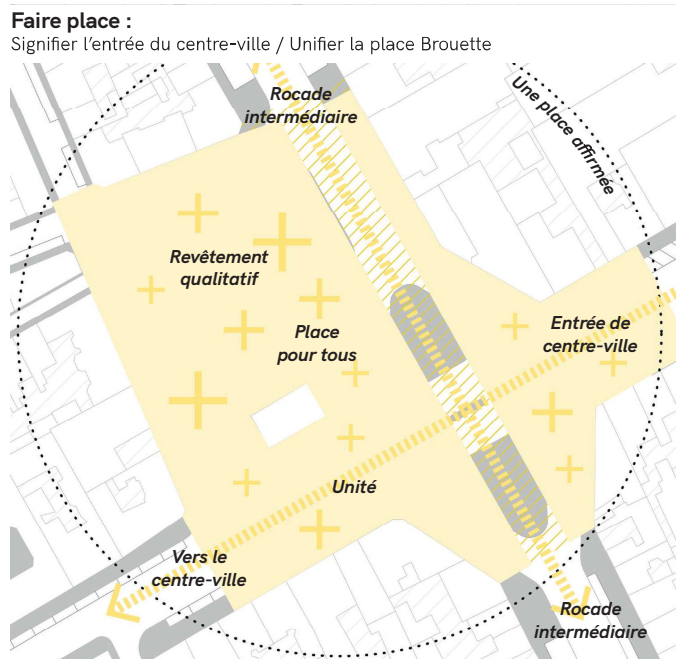 Faire place :
Signifier l’entrée du centre-ville / Unifier la place Brouette
Rocade
intermédiaire
Une place affirmée
Revêtement
qualitatif
Place
pour tous
Entrée de
centre-ville
Unité
Vers le
centre-ville
Rocade
intermédiaire